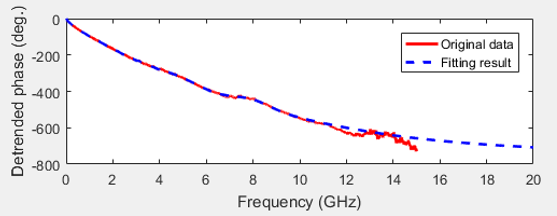 0
-200
-400
-600
-800
Detrended phase (deg.)
Original data
Fitting result
0 2 4 6 8 10 12 14 16 18 20
Frequency (GHz)